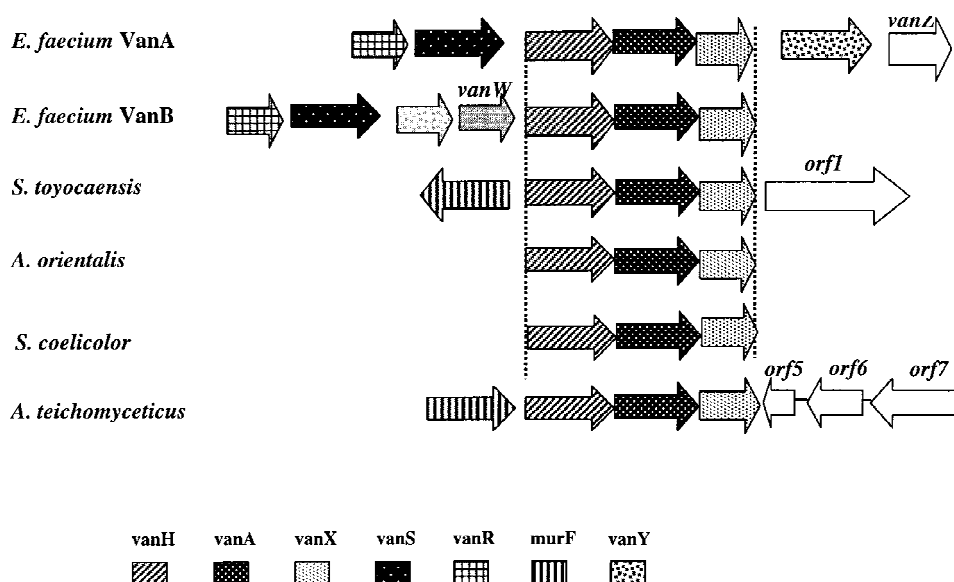 vanZ
E. faecium VanA
vanW
E. faecium VanB
orf1
S. toyocaensis
A. orientalis
S. coelicolor
orf5 orf6 orf7
A. teichomyceticus
vanH vanA vanX vanS vanR murF vanY